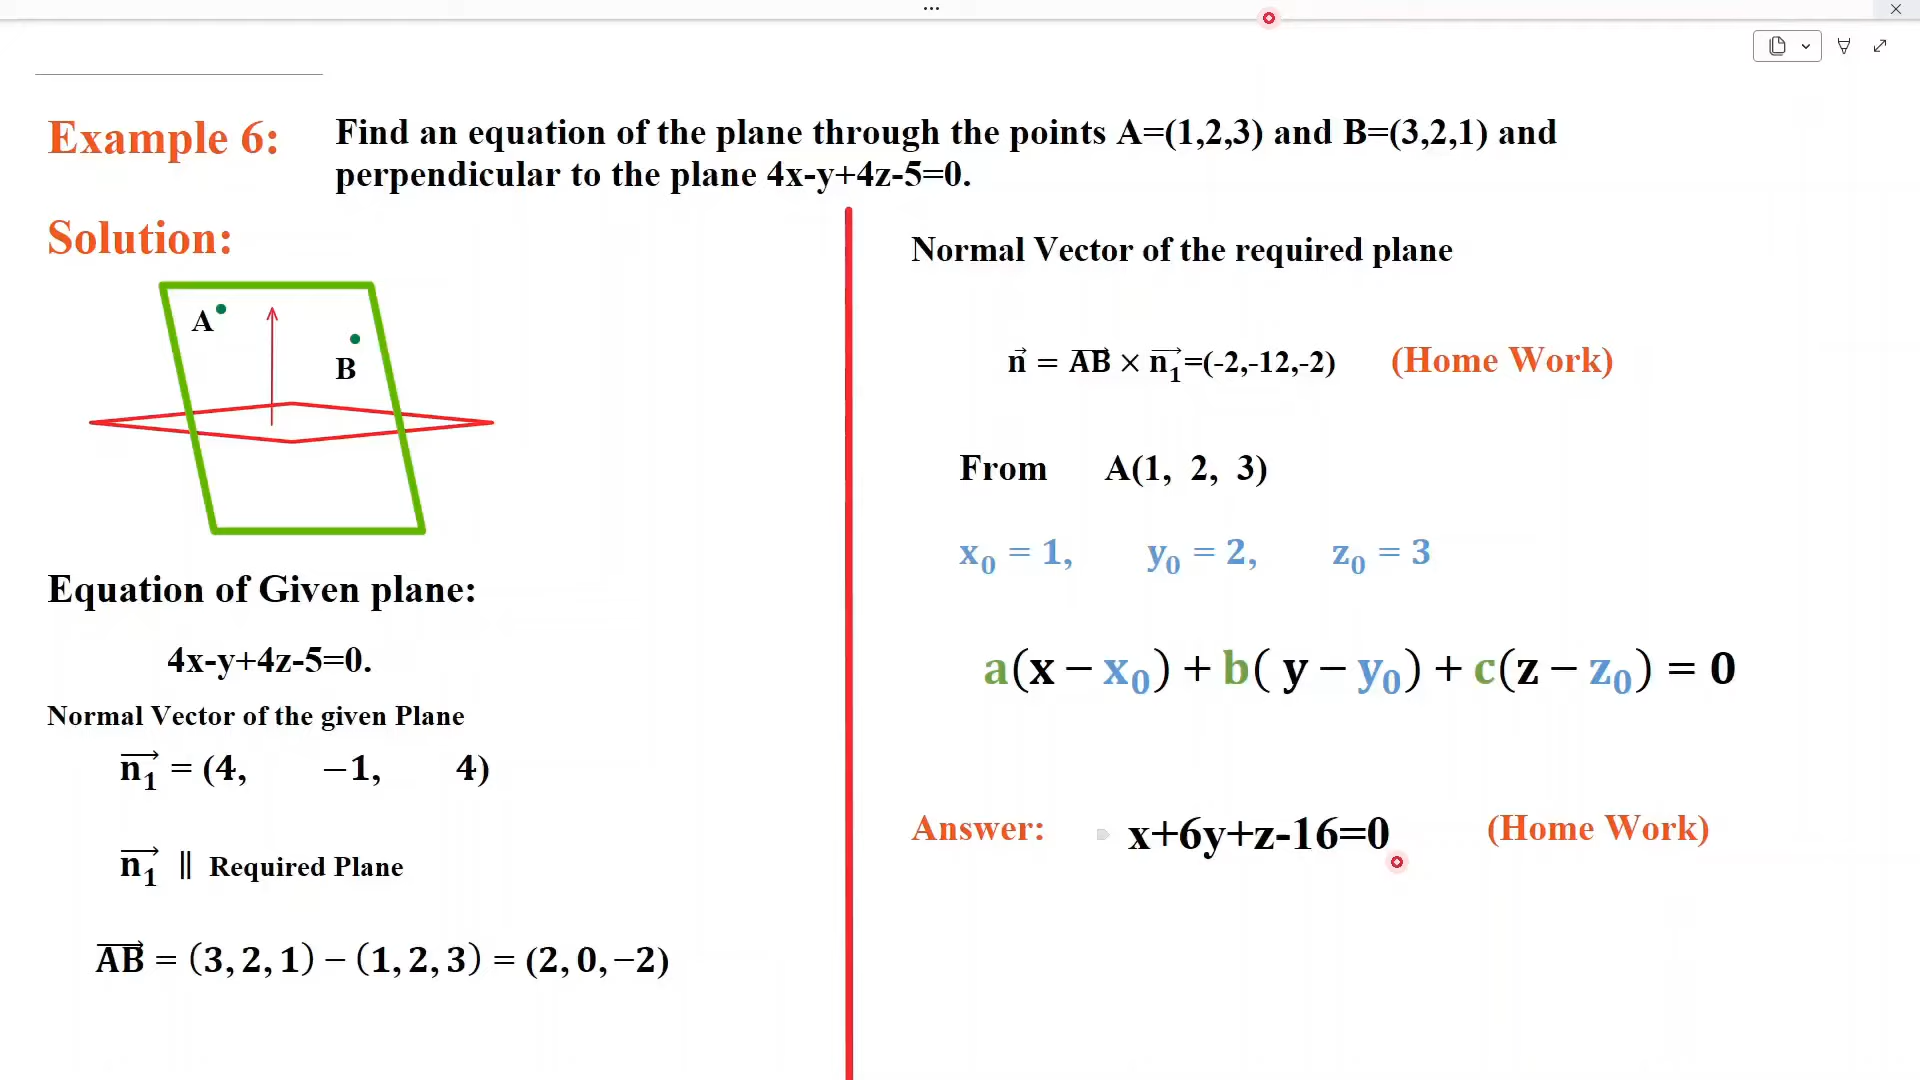 Example 6:
Find an equation of the plane through the points A=(1,2,3) and B=(3,2,1) and
perpendicular to the plane 4x-y+4z-5=0.
Solution:
A
B
Equation of Given plane:
4x-y+4z-5=0.
Normal Vector of the given Plane
n₁⃗ = (4, −1, 4)
n₁⃗ ∥ Required Plane
AB⃗ = (3, 2, 1) − (1, 2, 3) = (2, 0, −2)
Normal Vector of the required plane
n⃗ = AB⃗ × n₁⃗=(-2,-12,-2) (Home Work)
From A(1, 2, 3)
x₀ = 1, y₀ = 2, z₀ = 3
a(x − x₀) + b( y − y₀) + c(z − z₀) = 0
Answer: x+6y+z-16=0 (Home Work)